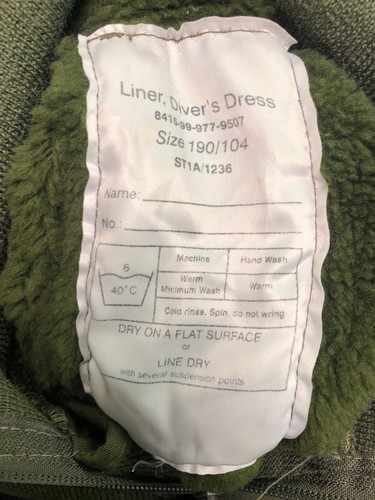 Liner, Diver's Dress
8415-99-977-9507
Size 190/104
ST1A/1236
Name:
No.:
6
40°C
Machine Hand Wash
Warm Minimum Wash Warm
Cold rinse. Spin, do not wring
DRY ON A FLAT SURFACE
or
LINE DRY
with several suspension points